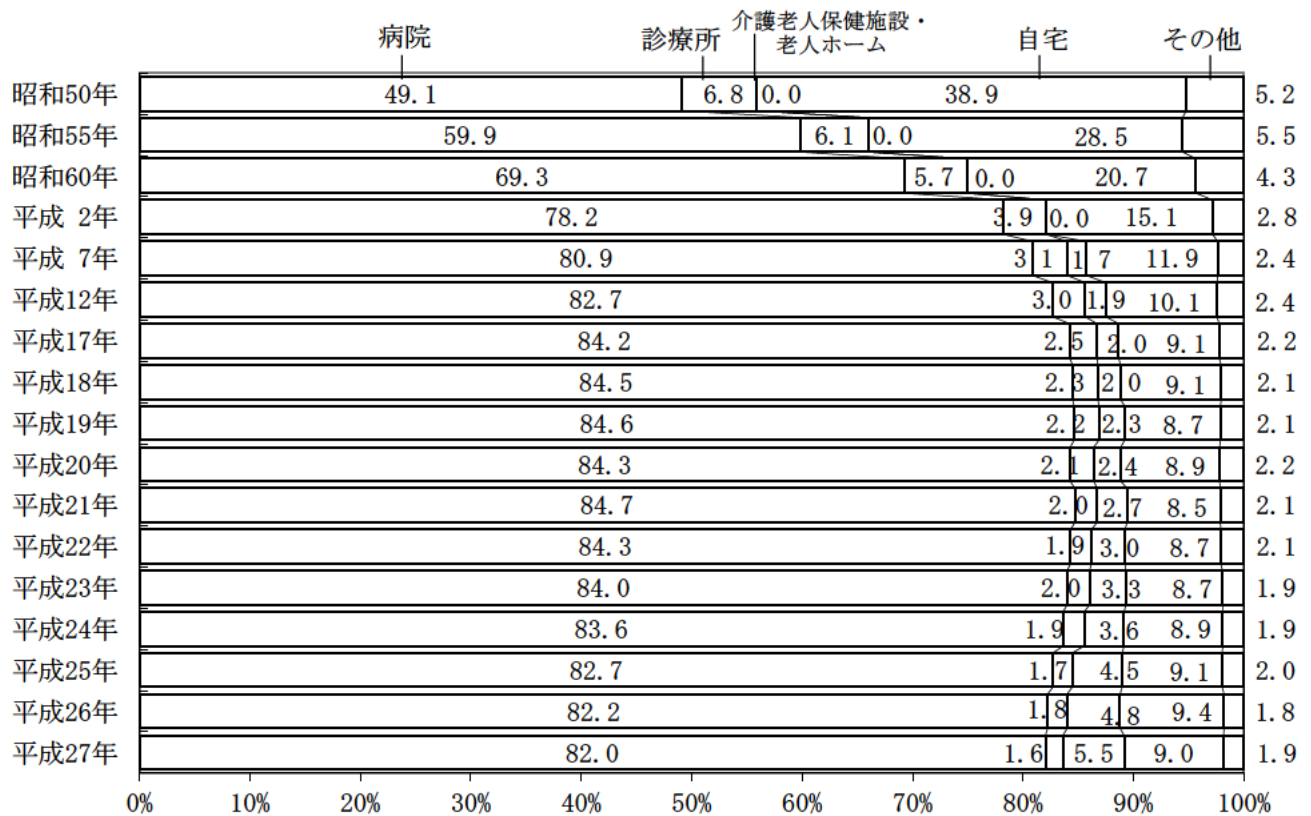 病院 診療所 介護老人保健施設・老人ホーム 自宅 その他
昭和50年 49.1 6.8 0.0 38.9 5.2
昭和55年 59.9 6.1 0.0 28.5 5.5
昭和60年 69.3 5.7 0.0 20.7 4.3
平成 2年 78.2 3.9 0.0 15.1 2.8
平成 7年 80.9 3 1 1 7 11.9 2.4
平成12年 82.7 3.0 1.9 10.1 2.4
平成17年 84.2 2.5 2.0 9.1 2.2
平成18年 84.5 2.3 2 0 9.1 2.1
平成19年 84.6 2.2 2.3 8.7 2.1
平成20年 84.3 2.1 2.4 8.9 2.2
平成21年 84.7 2.0 2.7 8.5 2.1
平成22年 84.3 1.9 3.0 8.7 2.1
平成23年 84.0 2.0 3.3 8.7 1.9
平成24年 83.6 1.9 3.6 8.9 1.9
平成25年 82.7 1.7 4.5 9.1 2.0
平成26年 82.2 1.8 4.8 9.4 1.8
平成27年 82.0 1.6 5.5 9.0 1.9
0% 10% 20% 30% 40% 50% 60% 70% 80% 90% 100%